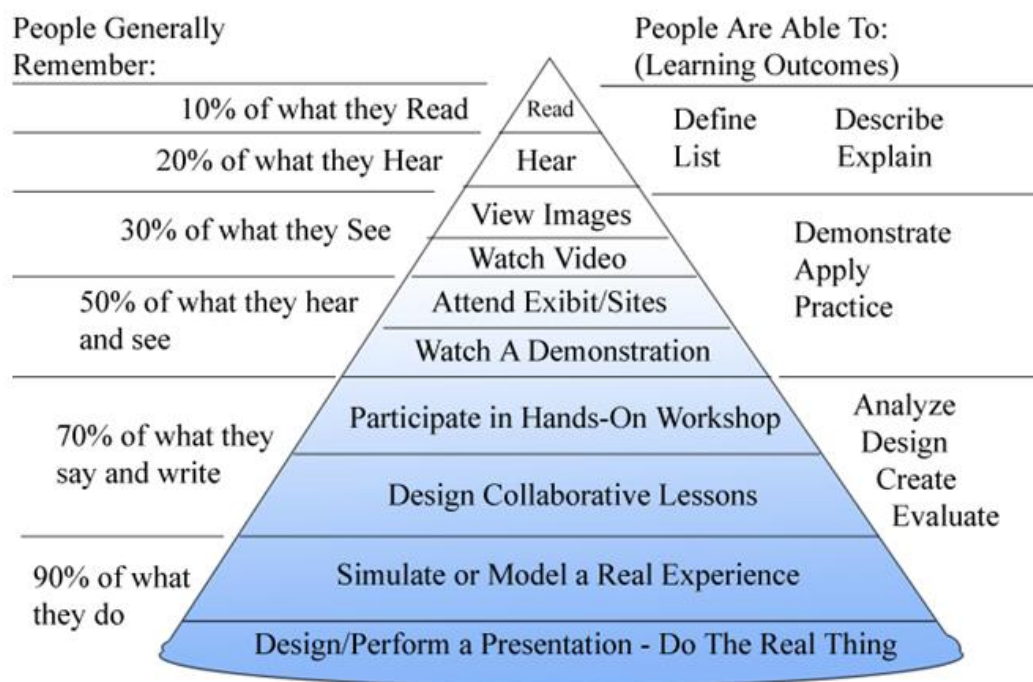 People Generally
Remember:
10% of what they Read
20% of what they Hear
30% of what they See
50% of what they hear
and see
70% of what they
say and write
90% of what
they do
Read
Hear
View Images
Watch Video
Attend Exibit/Sites
Watch A Demonstration
Participate in Hands-On Workshop
Design Collaborative Lessons
Simulate or Model a Real Experience
Design/Perform a Presentation - Do The Real Thing
People Are Able To:
(Learning Outcomes)
Define Describe
List Explain
Demonstrate
Apply
Practice
Analyze
Design
Create
Evaluate